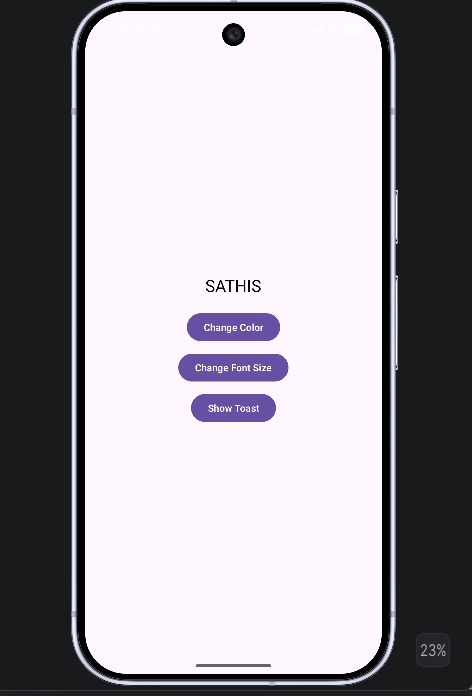 SATHIS
Change Color
Change Font Size
Show Toast
23%